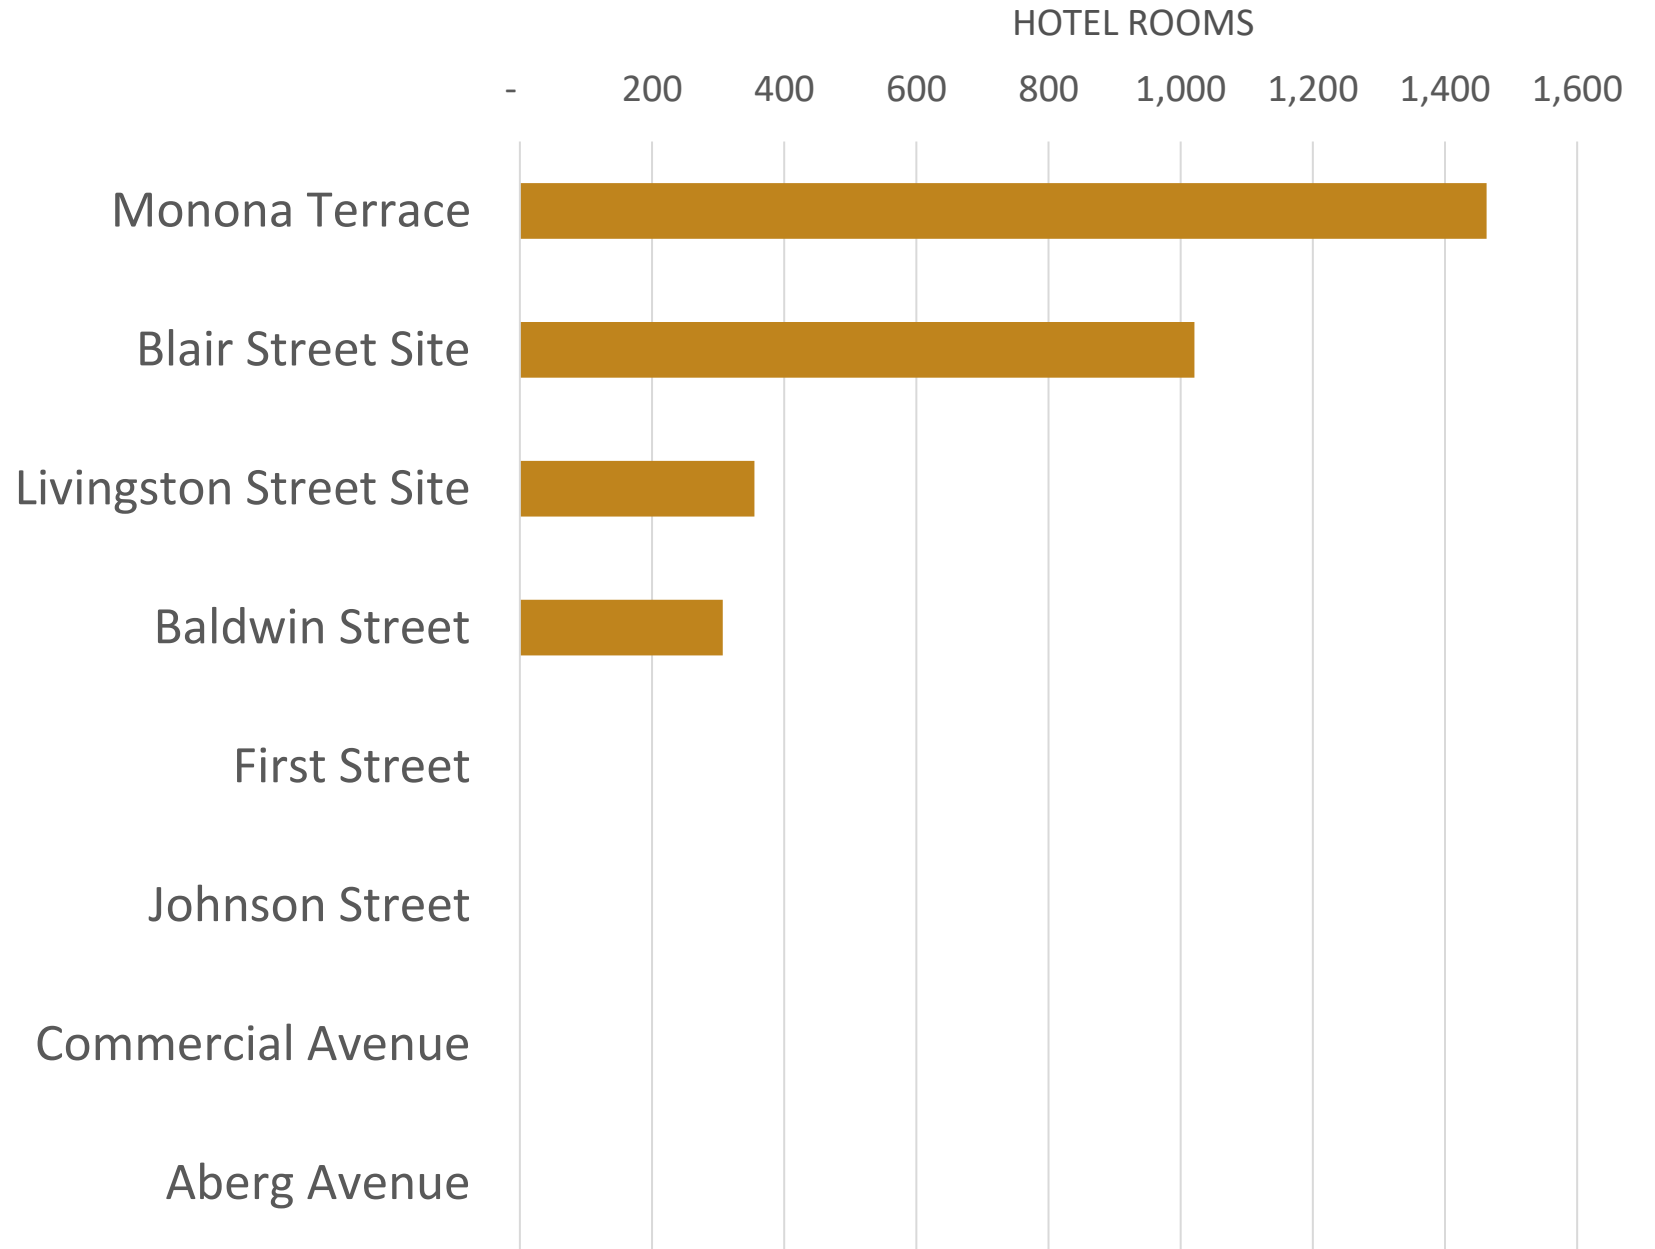 HOTEL ROOMS
- 200 400 600 800 1,000 1,200 1,400 1,600
Monona Terrace
Blair Street Site
Livingston Street Site
Baldwin Street
First Street
Johnson Street
Commercial Avenue
Aberg Avenue